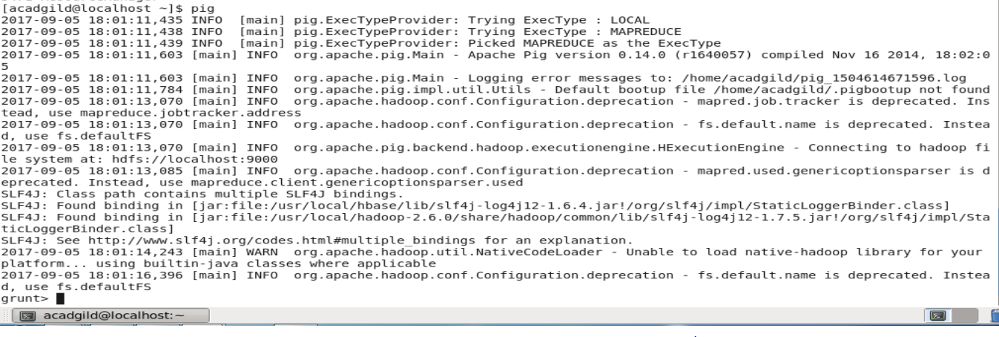 [acadgild@localhost ~]$ pig
2017-09-05 18:01:11,435 INFO  [main] pig.ExecTypeProvider: Trying ExecType : LOCAL
2017-09-05 18:01:11,438 INFO  [main] pig.ExecTypeProvider: Trying ExecType : MAPREDUCE
2017-09-05 18:01:11,439 INFO  [main] pig.ExecTypeProvider: Picked MAPREDUCE as the ExecType
2017-09-05 18:01:11,603 [main] INFO  org.apache.pig.Main - Apache Pig version 0.14.0 (r1640057) compiled Nov 16 2014, 18:02:0
5
2017-09-05 18:01:11,603 [main] INFO  org.apache.pig.Main - Logging error messages to: /home/acadgild/pig_1504614671596.log
2017-09-05 18:01:11,784 [main] INFO  org.apache.pig.impl.util.Utils - Default bootup file /home/acadgild/.pigbootup not found
2017-09-05 18:01:13,070 [main] INFO  org.apache.hadoop.conf.Configuration.deprecation - mapred.job.tracker is deprecated. Ins
tead, use mapreduce.jobtracker.address
2017-09-05 18:01:13,070 [main] INFO  org.apache.hadoop.conf.Configuration.deprecation - fs.default.name is deprecated. Instea
d, use fs.defaultFS
2017-09-05 18:01:13,070 [main] INFO  org.apache.pig.backend.hadoop.executionengine.HExecutionEngine - Connecting to hadoop fi
le system at: hdfs://localhost:9000
2017-09-05 18:01:13,085 [main] INFO  org.apache.hadoop.conf.Configuration.deprecation - mapred.used.genericoptionsparser is d
eprecated. Instead, use mapreduce.client.genericoptionsparser.used
SLF4J: Class path contains multiple SLF4J bindings.
SLF4J: Found binding in [jar:file:/usr/local/hbase/lib/slf4j-log4j12-1.6.4.jar!/org/slf4j/impl/StaticLoggerBinder.class]
SLF4J: Found binding in [jar:file:/usr/local/hadoop-2.6.0/share/hadoop/common/lib/slf4j-log4j12-1.7.5.jar!/org/slf4j/impl/Sta
ticLoggerBinder.class]
SLF4J: See http://www.slf4j.org/codes.html#multiple_bindings for an explanation.
2017-09-05 18:01:14,243 [main] WARN  org.apache.hadoop.util.NativeCodeLoader - Unable to load native-hadoop library for your
platform... using builtin-java classes where applicable
2017-09-05 18:01:16,396 [main] INFO  org.apache.hadoop.conf.Configuration.deprecation - fs.default.name is deprecated. Instea
d, use fs.defaultFS
grunt>
acadgild@localhost:~